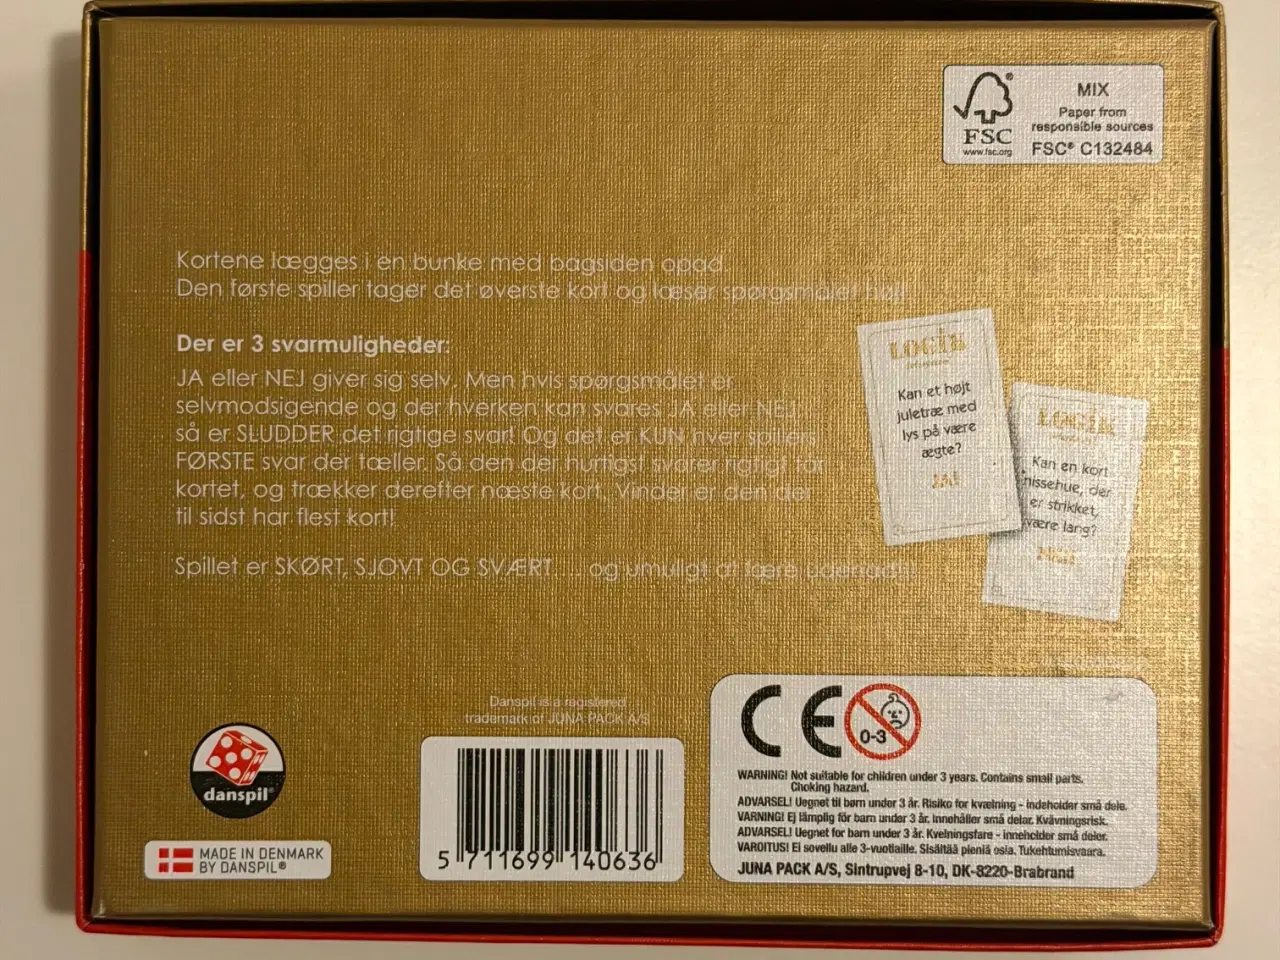 MIX
Paper from
responsible sources
FSC® C132484
FSC
www.fsc.org
Kortene lægges i en bunke med bagsiden opad.
Den første spiller tager det øverste kort og læser spørgsmålet højt.
Der er 3 svarmuligheder:
JA eller NEJ giver sig selv. Men hvis spørgsmålet er
selvmodsigende og der hverken kan svares JA eller NEJ,
så er SLUDDER det rigtige svar! Og det er KUN hver spillers
FØRSTE svar der tæller. Så den der hurtigst svarer rigtigt får
kortet, og trækker derefter næste kort. Vinder er den der
til sidst har flest kort!
Spillet er SKØRT, SJOVT OG SVÆRT ... og umuligt at lære udenad!
LOGIK
Kan et højt
juletræ med
lys på være
ægte?
JA!
LOGIK
Kan en kort
nissehue, der
er strikket,
være lang?
NEJ!
Danspil is a registered
trademark of JUNA PACK A/S
danspil®
MADE IN DENMARK
BY DANSPIL®
5 711699 140636
CE
0-3
WARNING! Not suitable for children under 3 years. Contains small parts.
Choking hazard.
ADVARSEL! Uegnet til børn under 3 år. Risiko for kvælning - indeholder små dele.
VARNING! Ej lämplig för barn under 3 år. Innehåller små delar. Kvävningsrisk.
ADVARSEL! Uegnet for barn under 3 år. Kvelningsfare - inneholder små deler.
VAROITUS! Ei sovellu alle 3-vuotiaille. Sisältää pieniä osia. Tukehtumisvaara.
JUNA PACK A/S, Sintrupvej 8-10, DK-8220-Brabrand